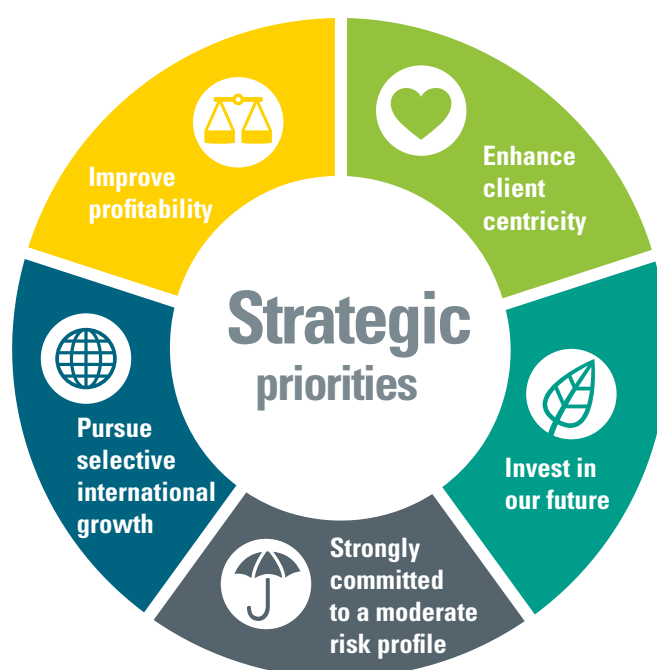 Strategic
priorities
Enhance
client
centricity
Invest in
our future
Strongly
committed
to a moderate
risk profile
Pursue
selective
international
growth
Improve
profitability